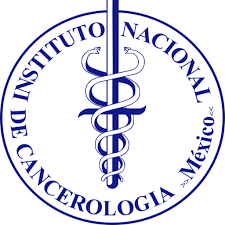 INSTITUTO NACIONAL
DE CANCEROLOGIA
»México«